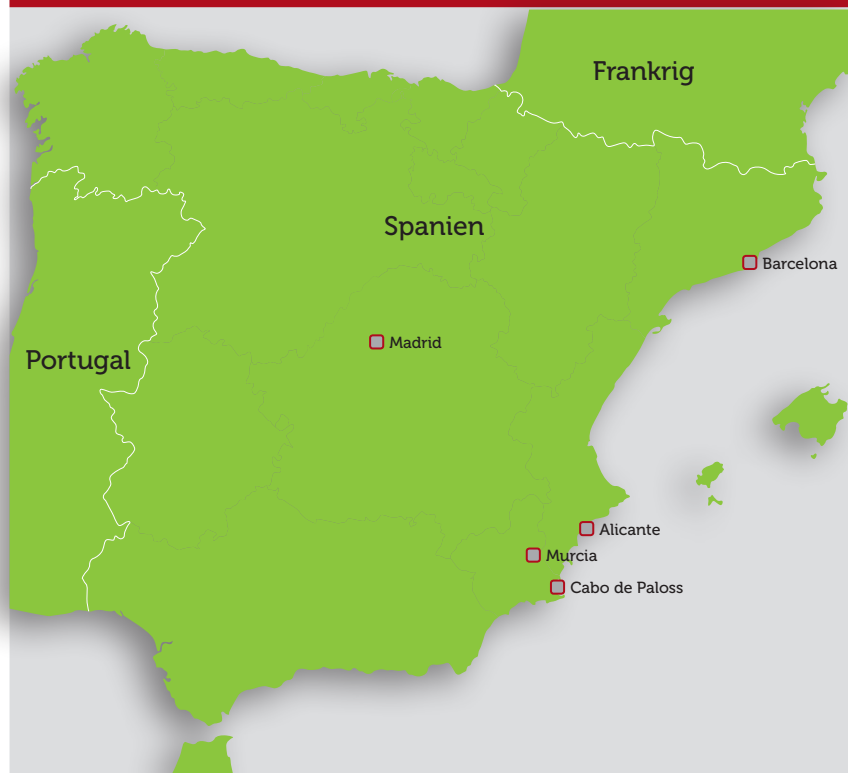 Frankrig
Spanien
Barcelona
Madrid
Portugal
Alicante
Murcia
Cabo de Paloss